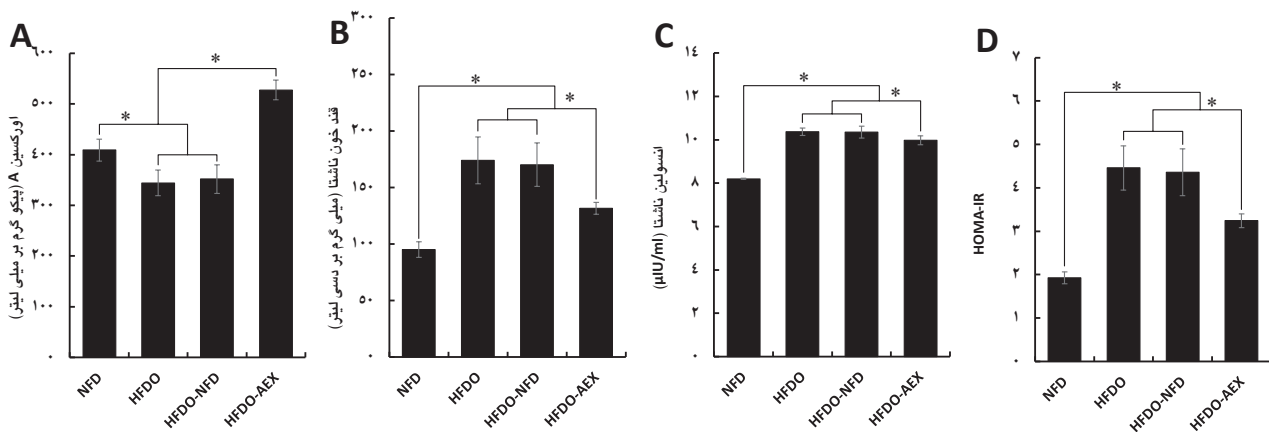 A
اورکسین A (پیکو گرم بر میلی لیتر)
۶۰۰
۵۰۰
۴۰۰
۳۰۰
۲۰۰
۱۰۰
۰
*
*
NFD
HFDO
HFDO-NFD
HFDO-AEX
B
قند خون ناشتا (میلی گرم بر دسی لیتر)
۳۰۰
۲۵۰
۲۰۰
۱۵۰
۱۰۰
۵۰
۰
*
*
NFD
HFDO
HFDO-NFD
HFDO-AEX
C
انسولین ناشتا (µIU/ml)
۱۴
۱۲
۱۰
۸
۶
۴
۲
۰
*
*
NFD
HFDO
HFDO-NFD
HFDO-AEX
D
HOMA-IR
۷
۶
۵
۴
۳
۲
۱
۰
*
*
NFD
HFDO
HFDO-NFD
HFDO-AEX